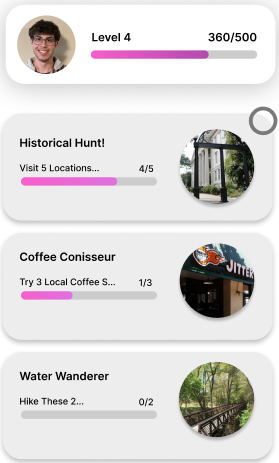 Level 4 360/500
Historical Hunt!
Visit 5 Locations... 4/5
Coffee Conisseur
Try 3 Local Coffee S... 1/3
JITTER
Water Wanderer
Hike These 2... 0/2